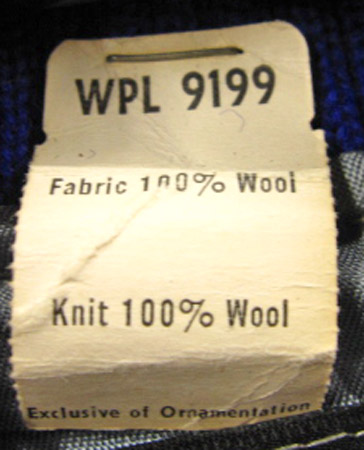 WPL 9199
Fabric 100% Wool
Knit 100% Wool
Exclusive of Ornamentation